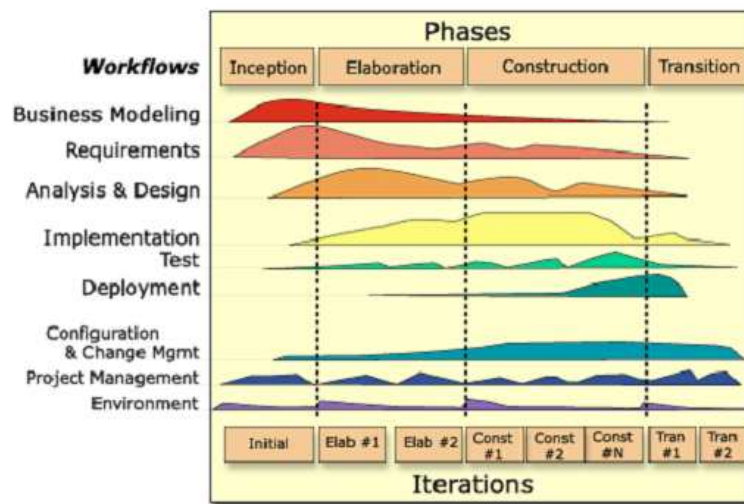 Phases
Workflows
Inception
Elaboration
Construction
Transition
Business Modeling
Requirements
Analysis & Design
Implementation
Test
Deployment
Configuration
& Change Mgmt
Project Management
Environment
Initial
Elab #1
Elab #2
Const
#1
Const
#2
Const
#N
Tran
#1
Tran
#2
Iterations